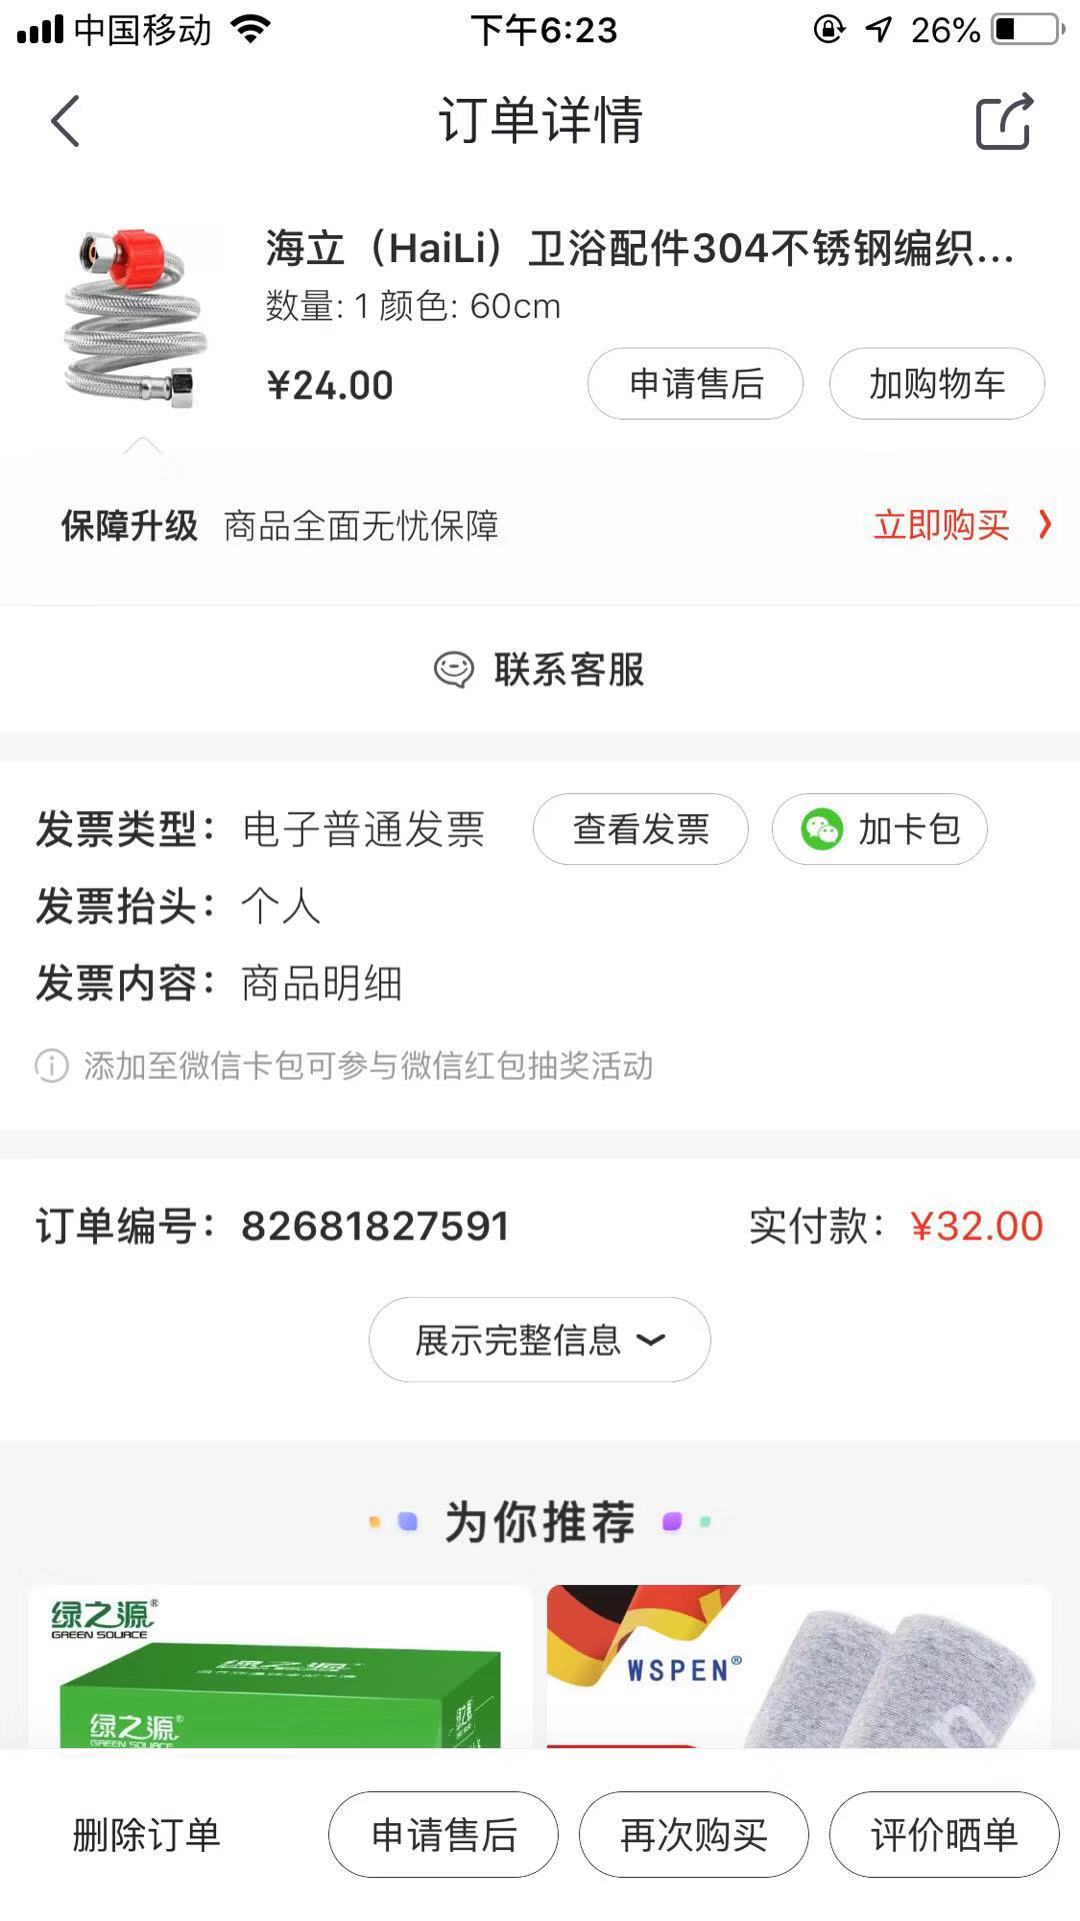 中国移动 下午6:23 26%
订单详情
海立（HaiLi）卫浴配件304不锈钢编织...
数量: 1 颜色: 60cm
¥24.00 申请售后 加购物车
保障升级 商品全面无忧保障 立即购买
联系客服
发票类型：电子普通发票 查看发票 加卡包
发票抬头：个人
发票内容：商品明细
添加至微信卡包可参与微信红包抽奖活动
订单编号：82681827591 实付款：¥32.00
展示完整信息
为你推荐
绿之源®
GREEN SOURCE
绿之源
绿之源®
GREEN SOURCE
WSPEN®
删除订单 申请售后 再次购买 评价晒单